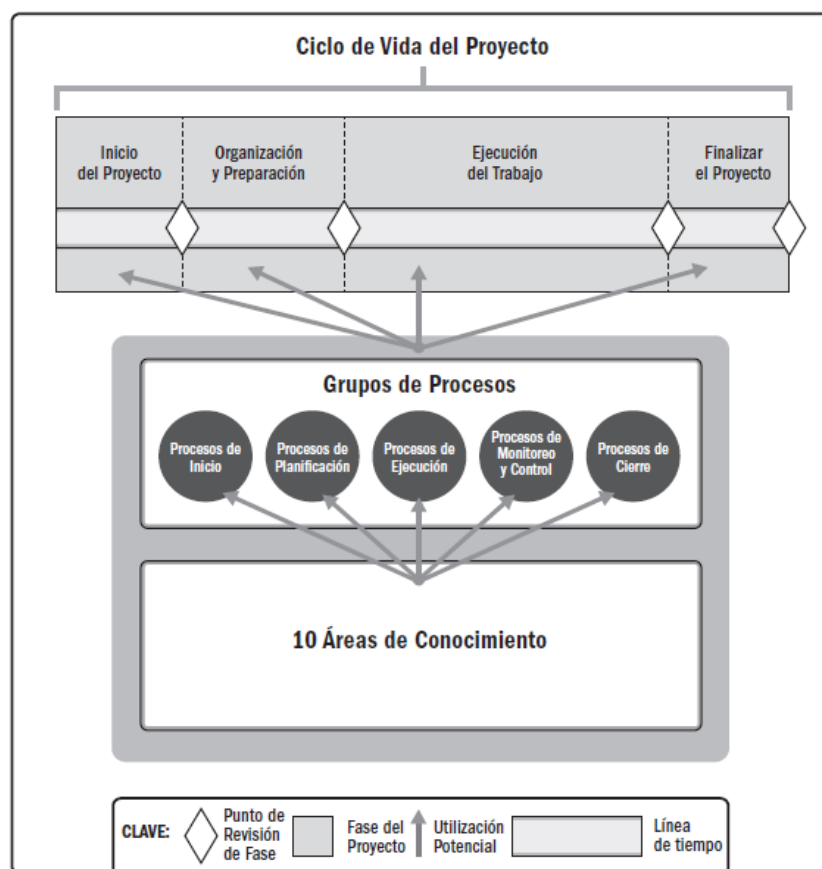 Ciclo de Vida del Proyecto
Inicio
del Proyecto
Organización
y Preparación
Ejecución
del Trabajo
Finalizar
el Proyecto
Grupos de Procesos
Procesos de
Inicio
Procesos de
Planificación
Procesos de
Ejecución
Procesos de
Monitoreo
y Control
Procesos de
Cierre
10 Áreas de Conocimiento
CLAVE:
Punto de
Revisión
de Fase
Fase del
Proyecto
Utilización
Potencial
Línea
de tiempo